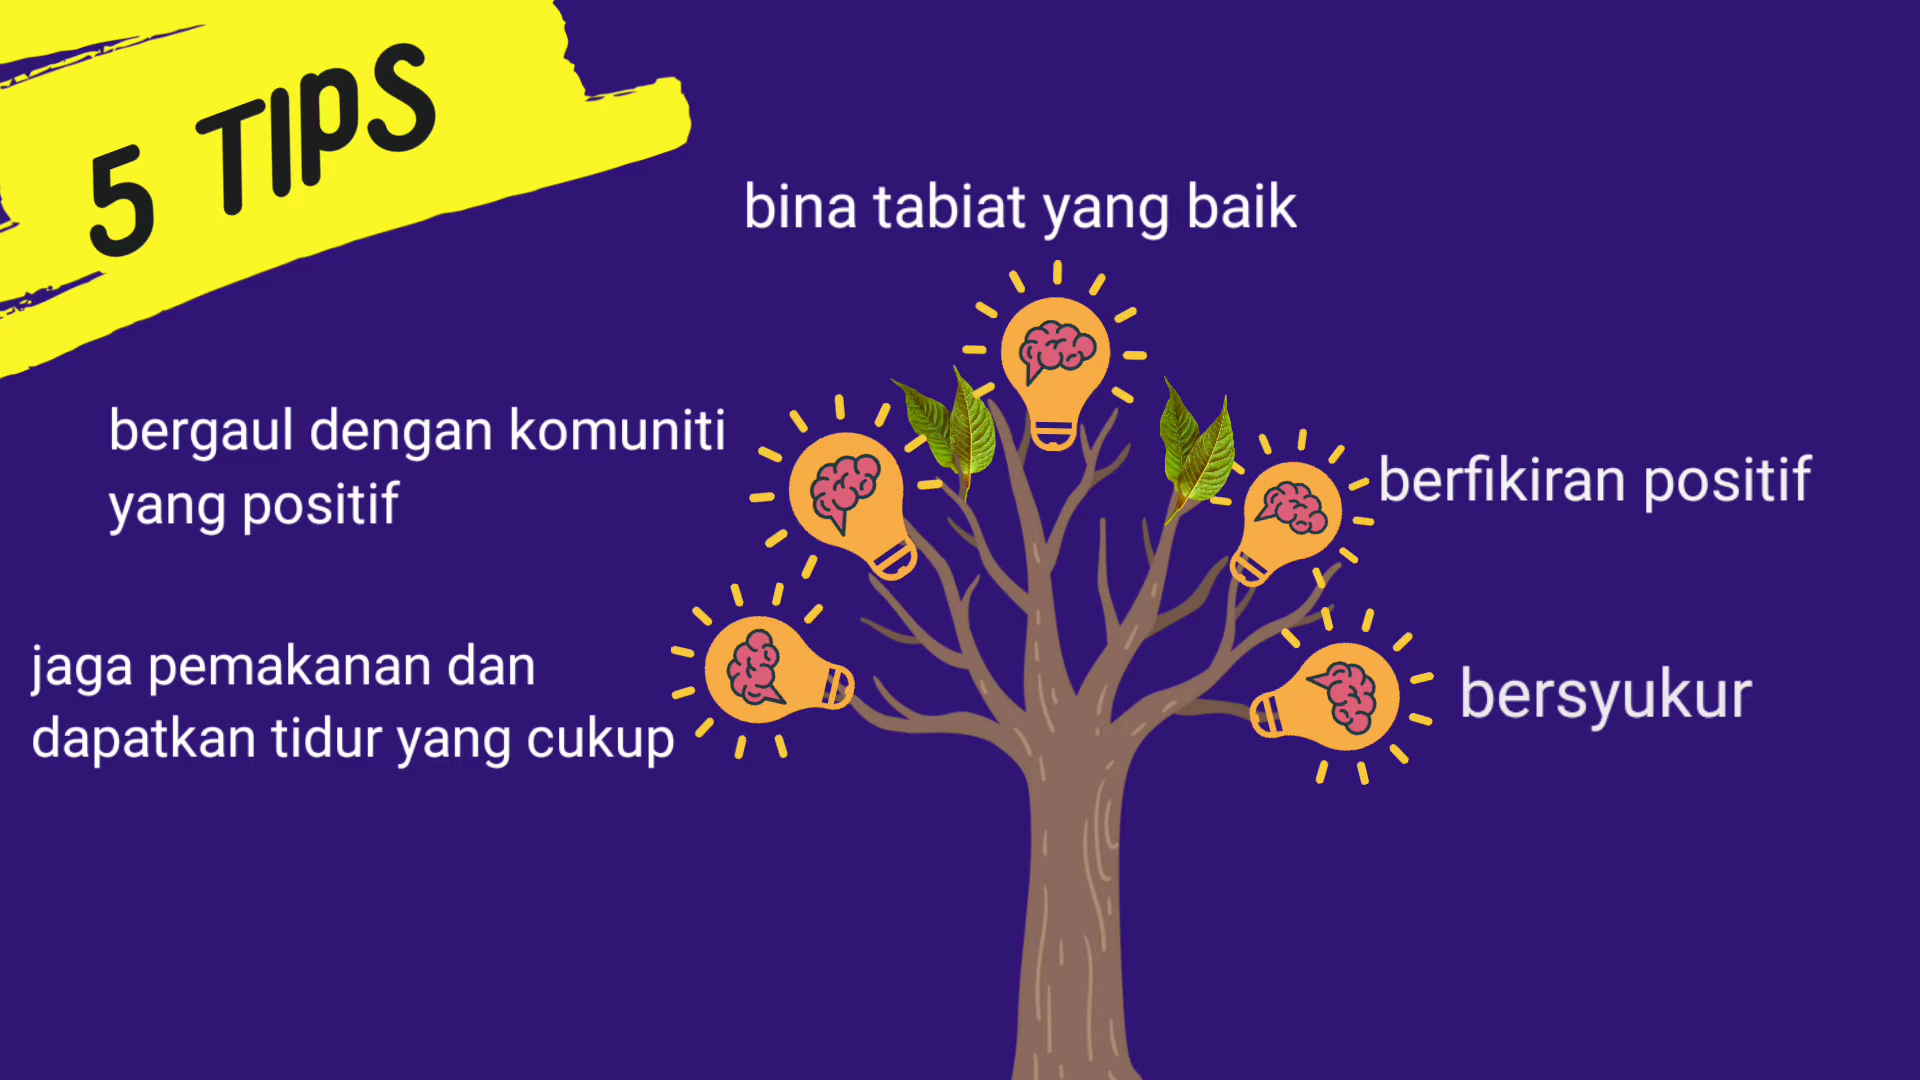 5 TIPS
bina tabiat yang baik
bergaul dengan komuniti
yang positif
berfikiran positif
jaga pemakanan dan
dapatkan tidur yang cukup
bersyukur